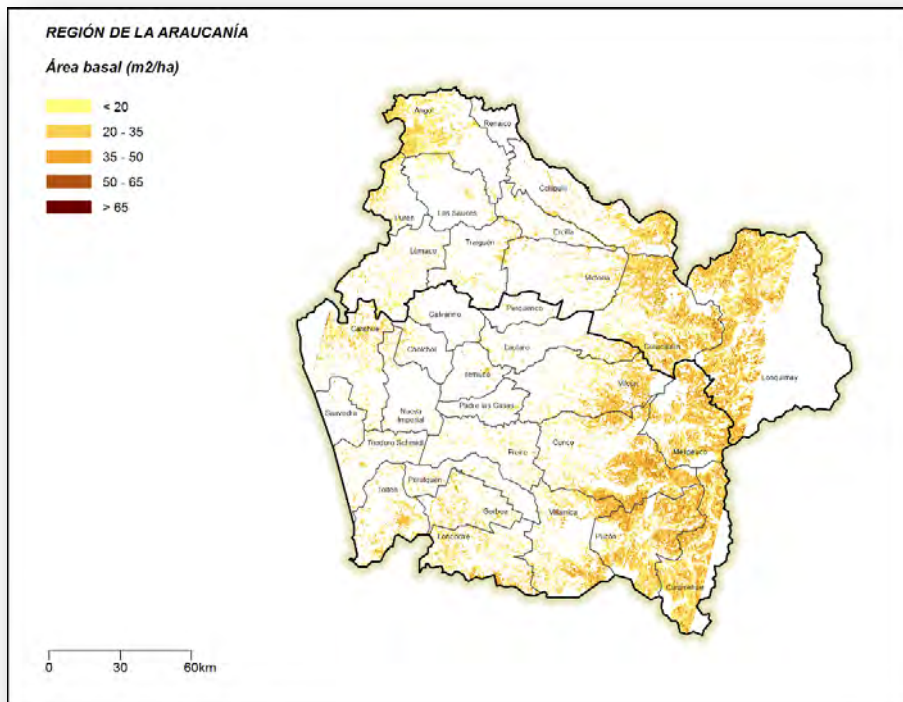 REGIÓN DE LA ARAUCANÍA
Área basal (m2/ha)
< 20
20 - 35
35 - 50
50 - 65
> 65
Angol
Renaico
Collipulli
Los Sauces
Purén
Ercilla
Traiguén
Lumaco
Victoria
Galvarino
Perquenco
Carahue
Curacautín
Cholchol
Lautaro
Lonquimay
Temuco
Vilcún
Padre las Casas
Saavedra
Nueva
Imperial
Teodoro Schmidt
Cunco
Melipeuco
Freire
Pitrufquén
Toltén
Gorbea
Villarrica
Loncoche
Pucón
Curarrehue
0 30 60km